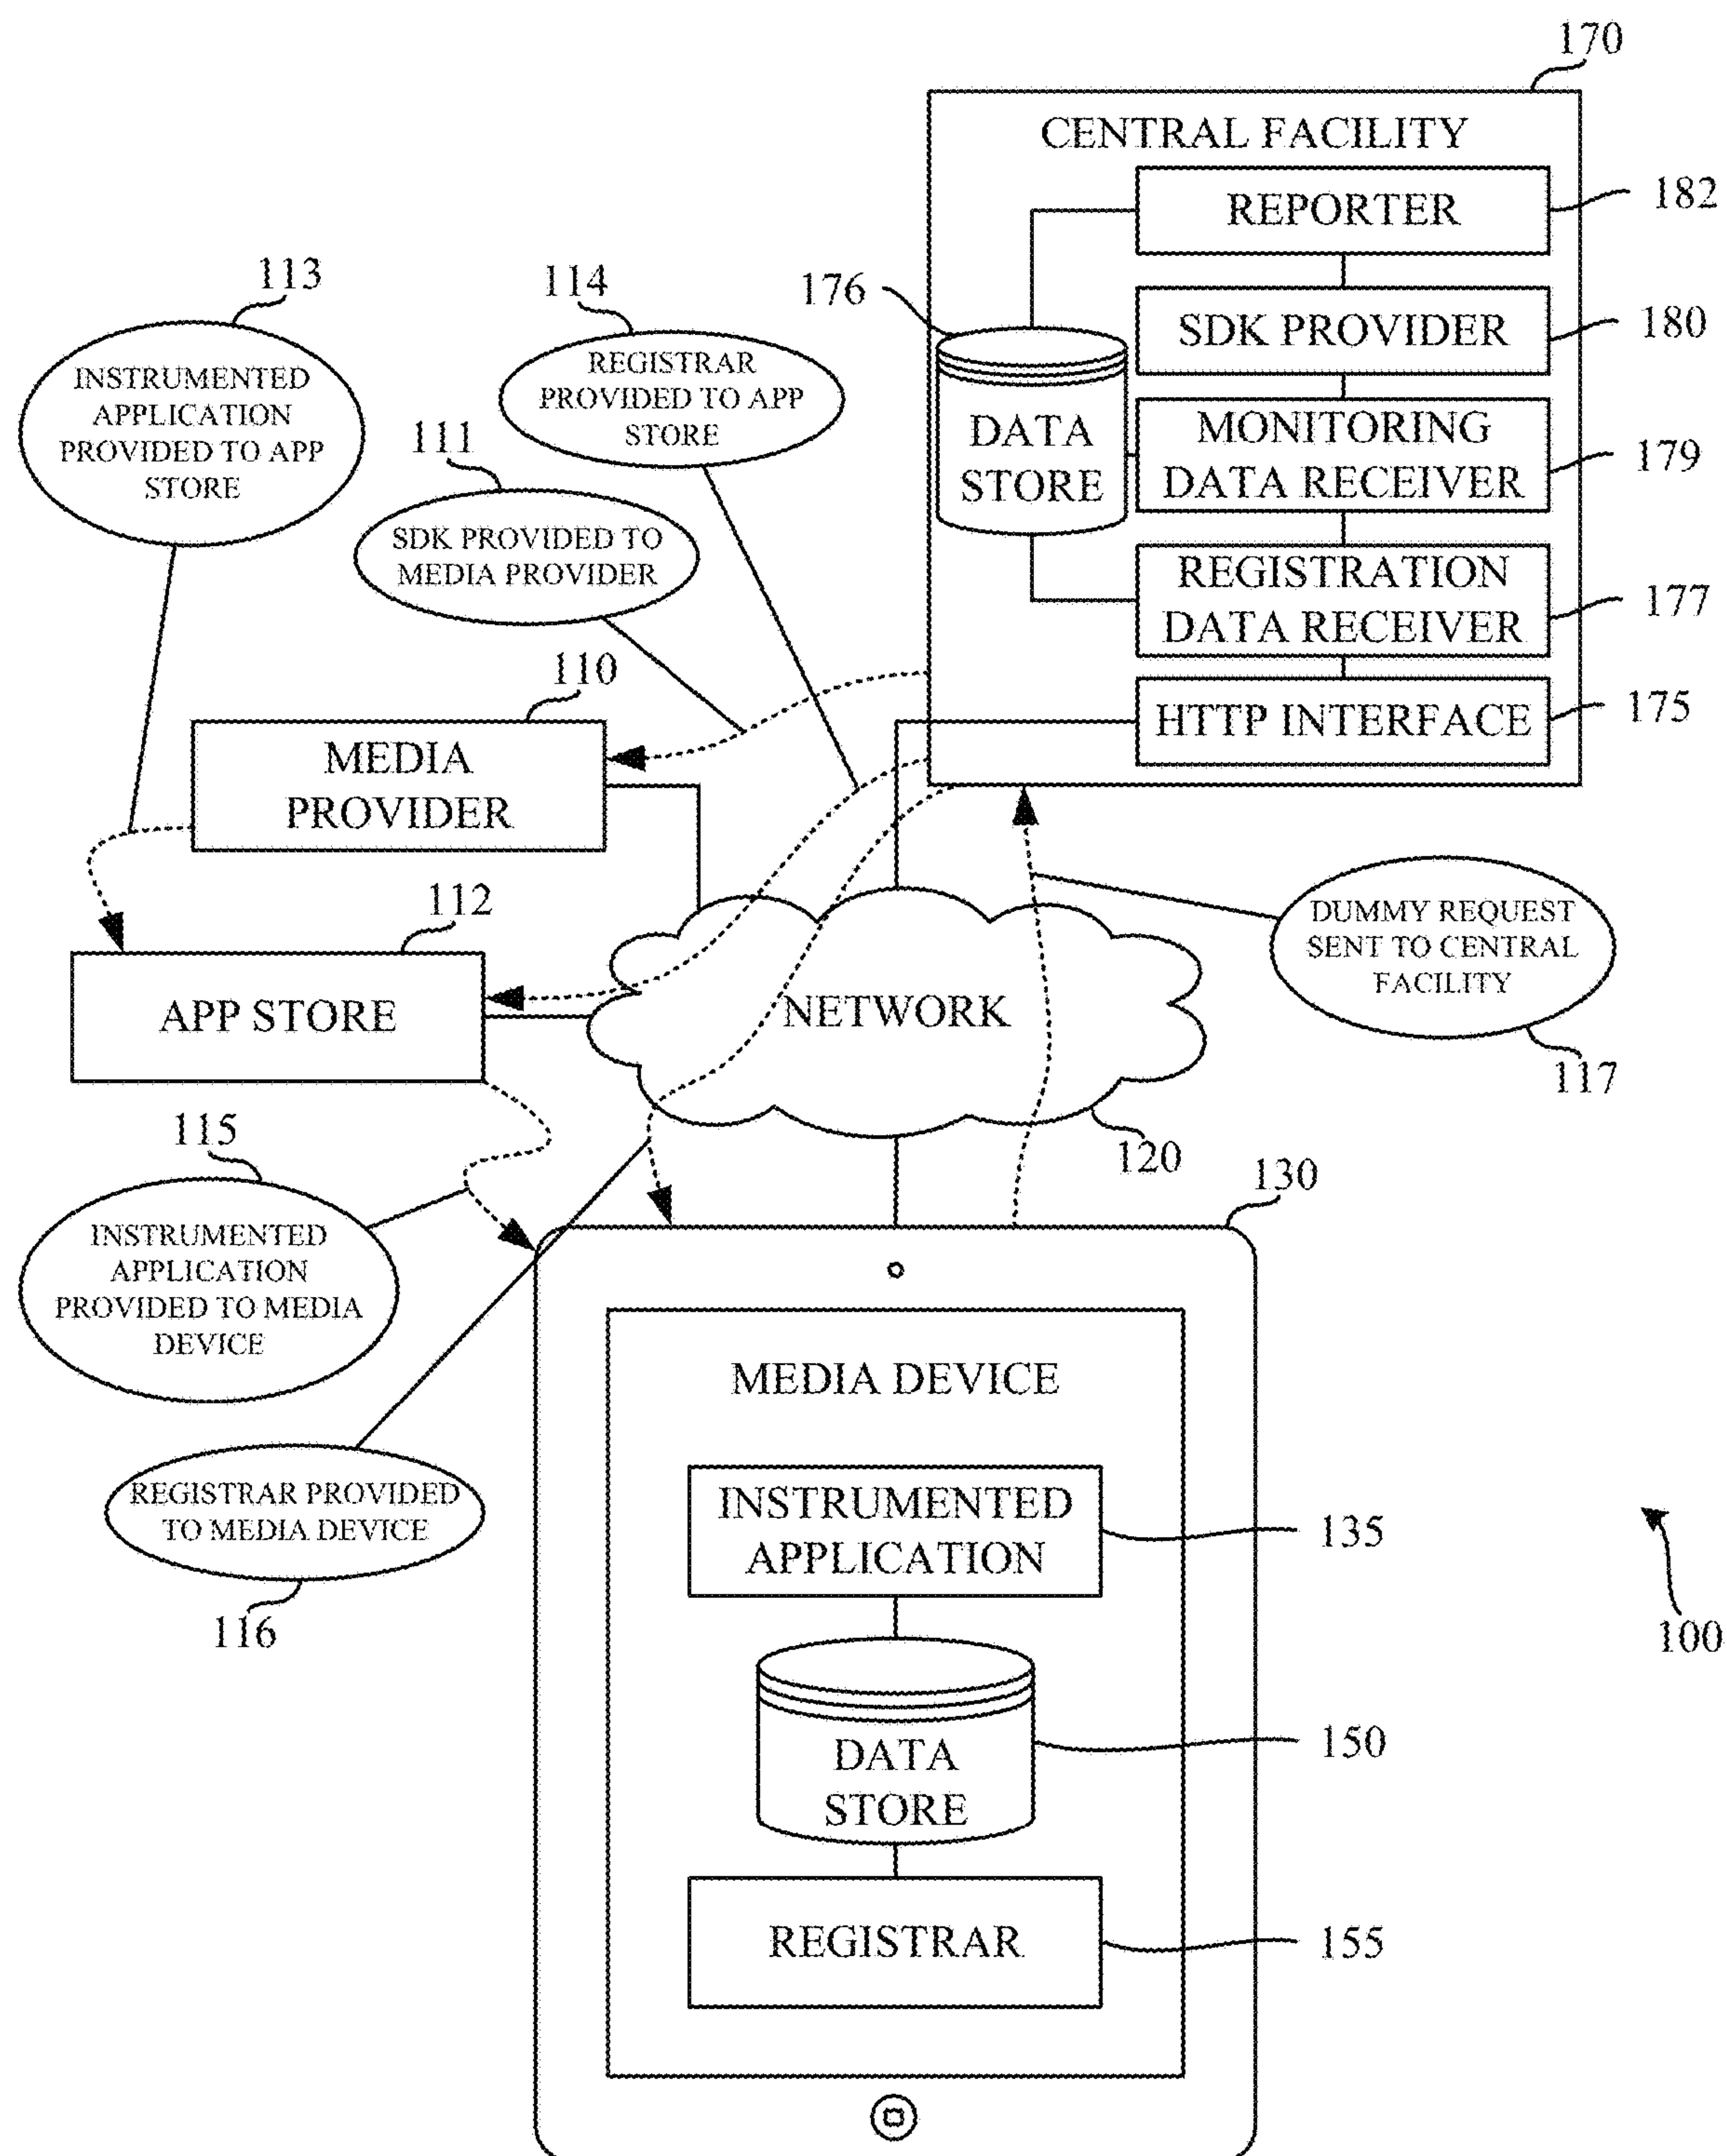 170
CENTRAL FACILITY
REPORTER
182
SDK PROVIDER
180
176
DATA
STORE
MONITORING
DATA RECEIVER
179
REGISTRATION
DATA RECEIVER
177
HTTP INTERFACE
175
113
INSTRUMENTED
APPLICATION
PROVIDED TO APP
STORE
114
REGISTRAR
PROVIDED TO APP
STORE
111
SDK PROVIDED TO
MEDIA PROVIDER
110
MEDIA
PROVIDER
112
APP STORE
NETWORK
120
DUMMY REQUEST
SENT TO CENTRAL
FACILITY
117
115
INSTRUMENTED
APPLICATION
PROVIDED TO MEDIA
DEVICE
REGISTRAR PROVIDED
TO MEDIA DEVICE
116
130
MEDIA DEVICE
INSTRUMENTED
APPLICATION
135
DATA
STORE
150
REGISTRAR
155
100